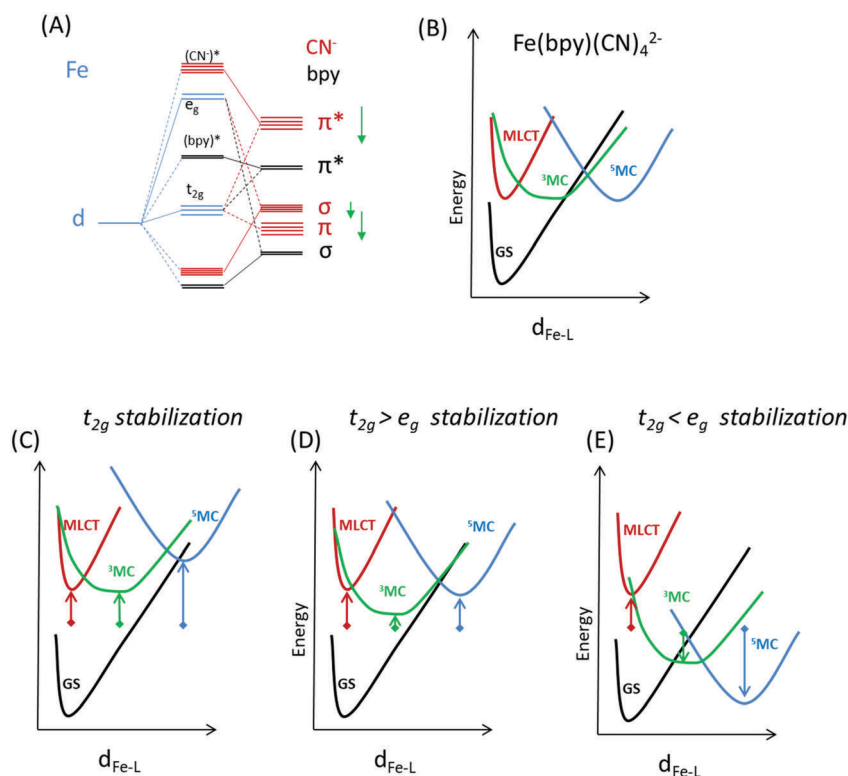 (A)
Fe
d
(CN⁻)*
e_g
(bpy)*
t_2g
CN⁻
bpy
π*
π*
σ
π
σ
(B)
Fe(bpy)(CN)₄²⁻
Energy
MLCT
³MC
⁵MC
GS
d_Fe-L
t_2g stabilization
(C)
MLCT
³MC
⁵MC
GS
d_Fe-L
t_2g > e_g stabilization
(D)
Energy
MLCT
³MC
⁵MC
GS
d_Fe-L
t_2g < e_g stabilization
(E)
Energy
MLCT
³MC
⁵MC
GS
d_Fe-L